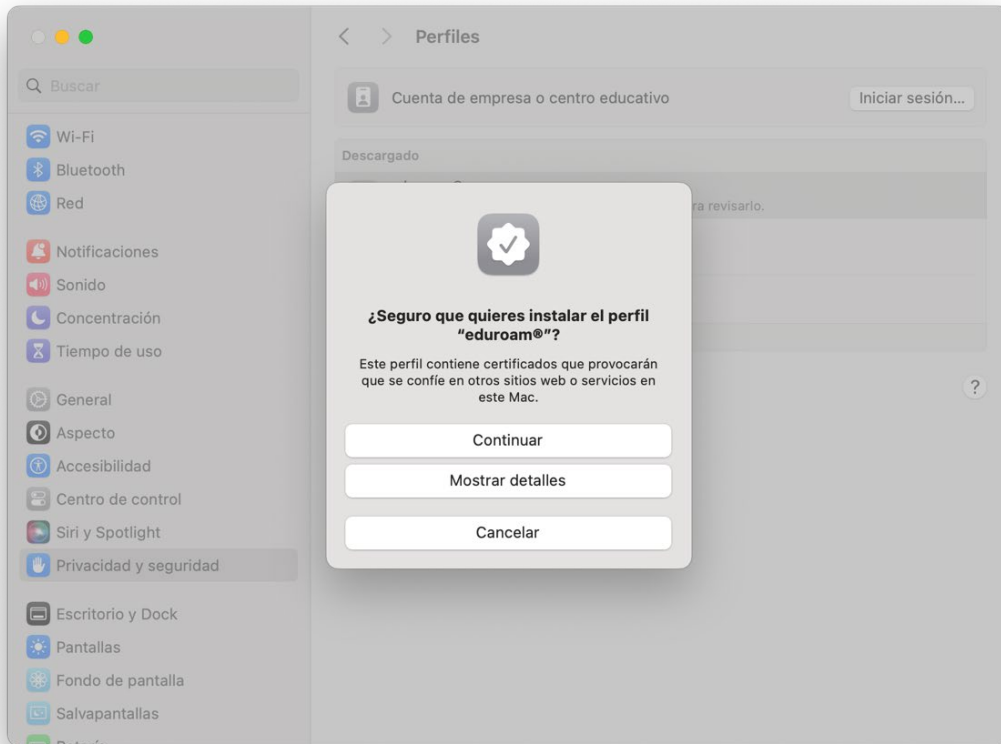 Perfiles
Buscar
Cuenta de empresa o centro educativo
Iniciar sesión...
Wi-Fi
Bluetooth
Red
Notificaciones
Sonido
Concentración
Tiempo de uso
General
Aspecto
Accesibilidad
Centro de control
Siri y Spotlight
Privacidad y seguridad
Escritorio y Dock
Pantallas
Fondo de pantalla
Salvapantallas
Descargado
ra revisarlo.
¿Seguro que quieres instalar el perfil
“eduroam®”?
Este perfil contiene certificados que provocarán
que se confíe en otros sitios web o servicios en
este Mac.
Continuar
Mostrar detalles
Cancelar
?